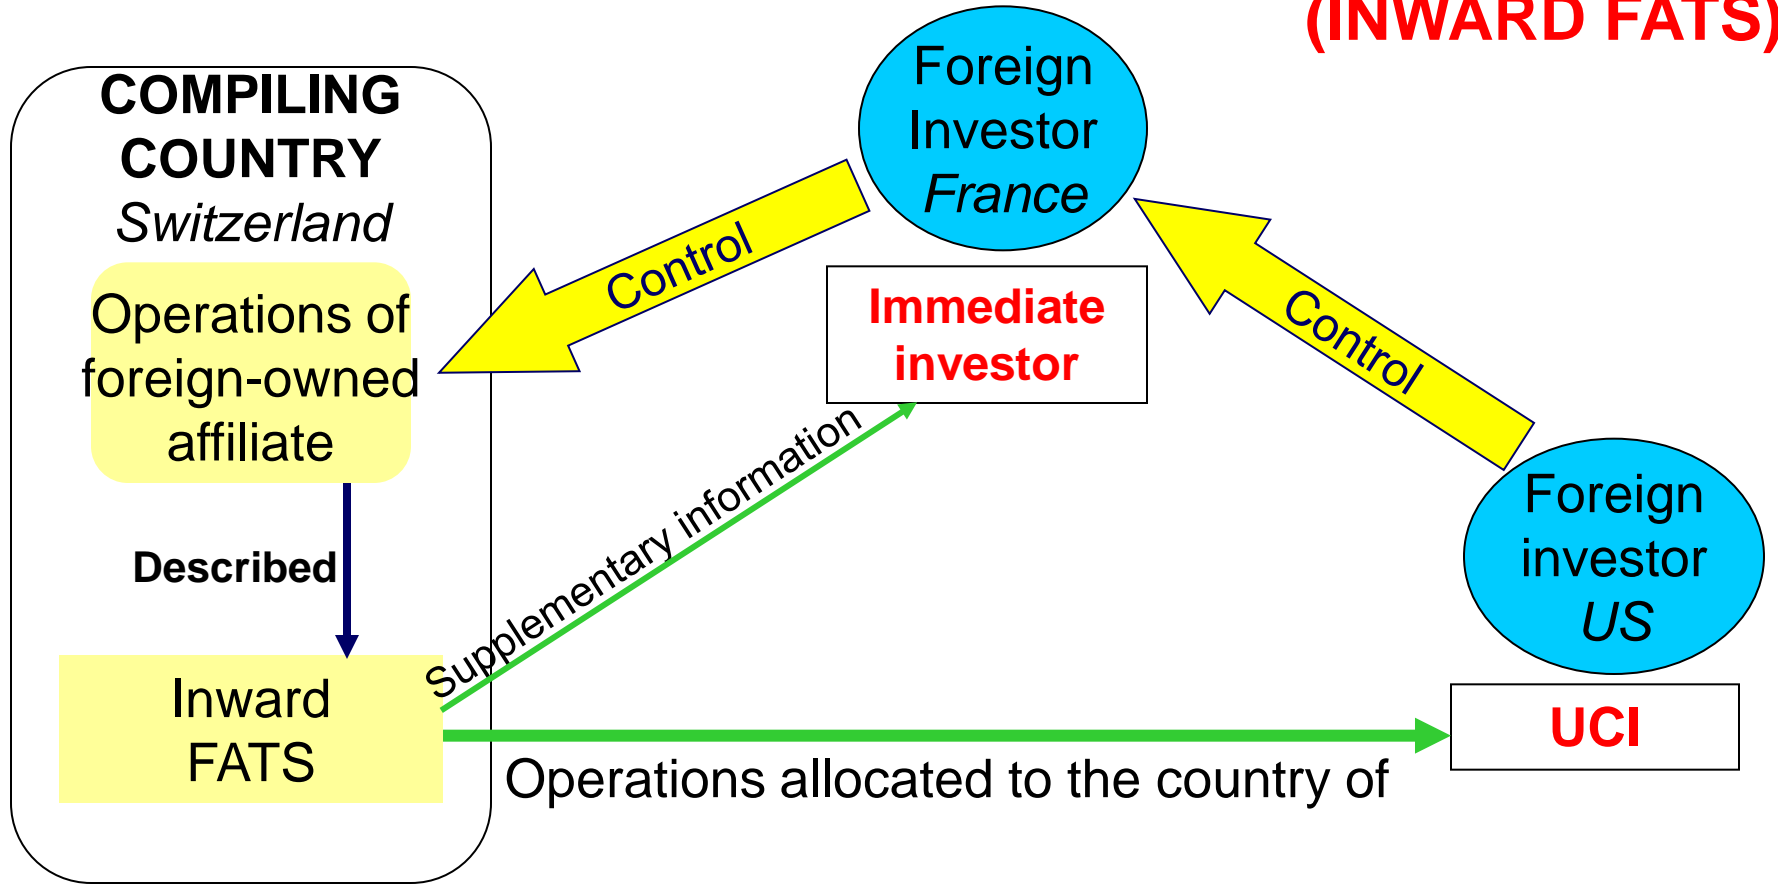 (INWARD FATS)
COMPILING
COUNTRY
Switzerland
Operations of
foreign-owned
affiliate
Described
Inward
FATS
Control
Foreign
Investor
France
Immediate
investor
Control
Supplementary information
Foreign
investor
US
UCI
Operations allocated to the country of